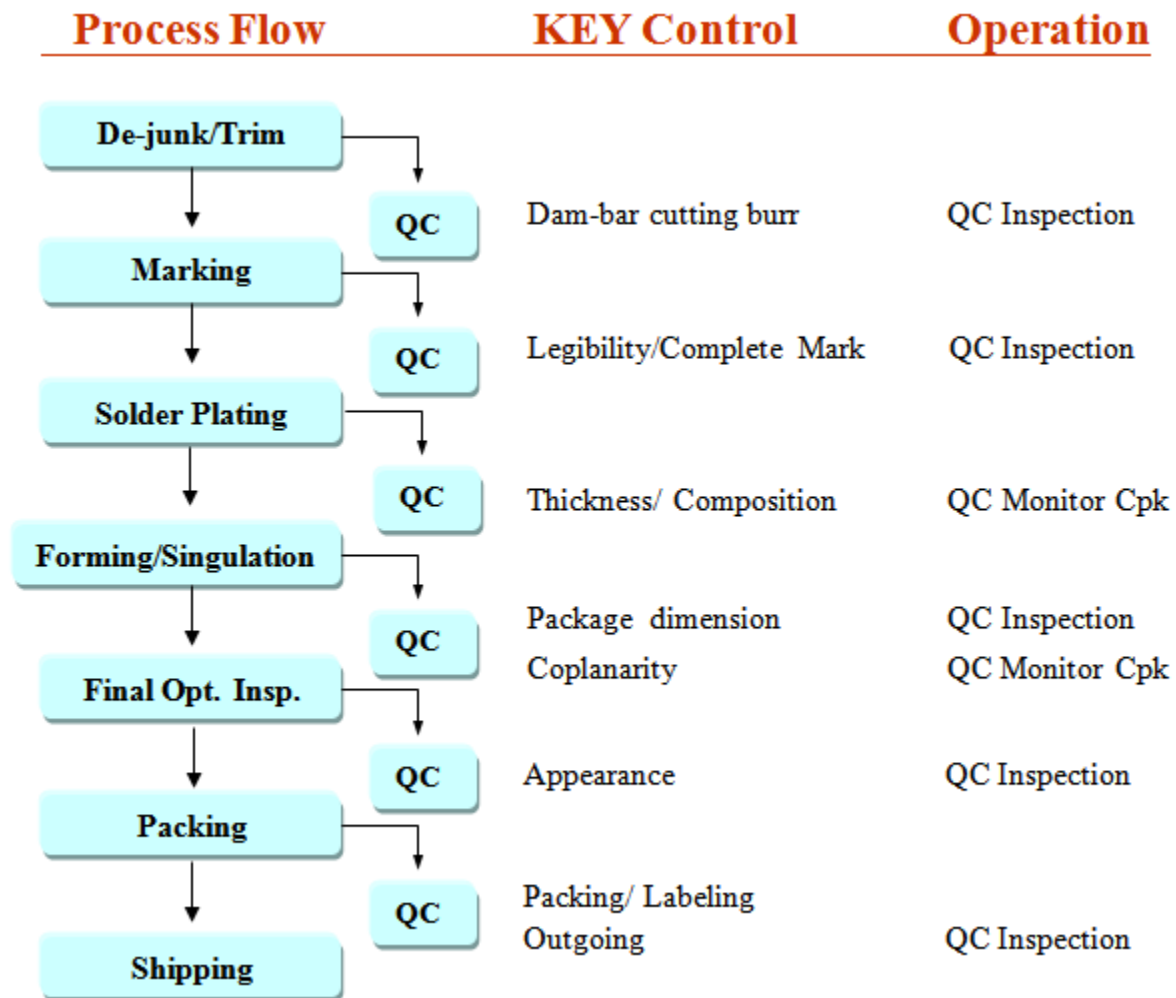 Process Flow KEY Control Operation
De-junk/Trim
QC Dam-bar cutting burr QC Inspection
Marking
QC Legibility/Complete Mark QC Inspection
Solder Plating
QC Thickness/ Composition QC Monitor Cpk
Forming/Singulation
Package dimension QC Inspection
QC
Coplanarity QC Monitor Cpk
Final Opt. Insp.
QC Appearance QC Inspection
Packing
Packing/ Labeling
QC
Outgoing QC Inspection
Shipping